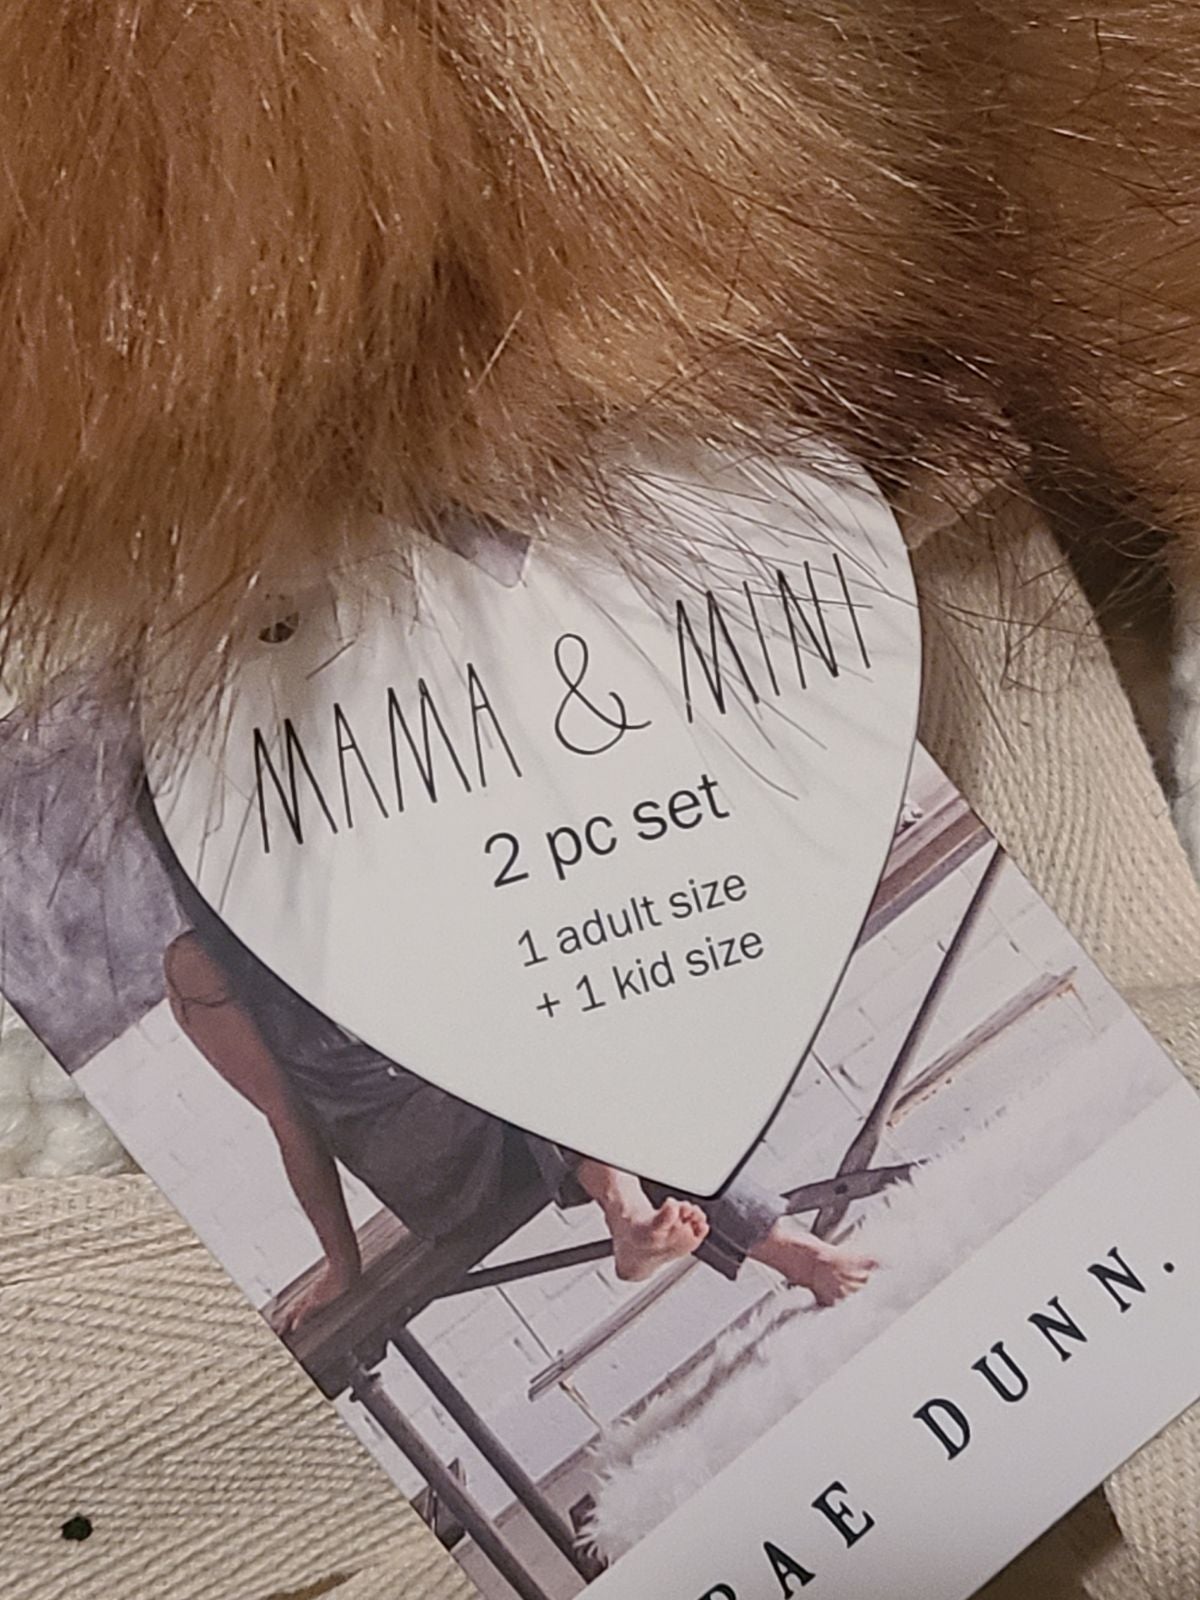 MAMA & MINI
2 pc set
1 adult size
+ 1 kid size
RAE DUNN.